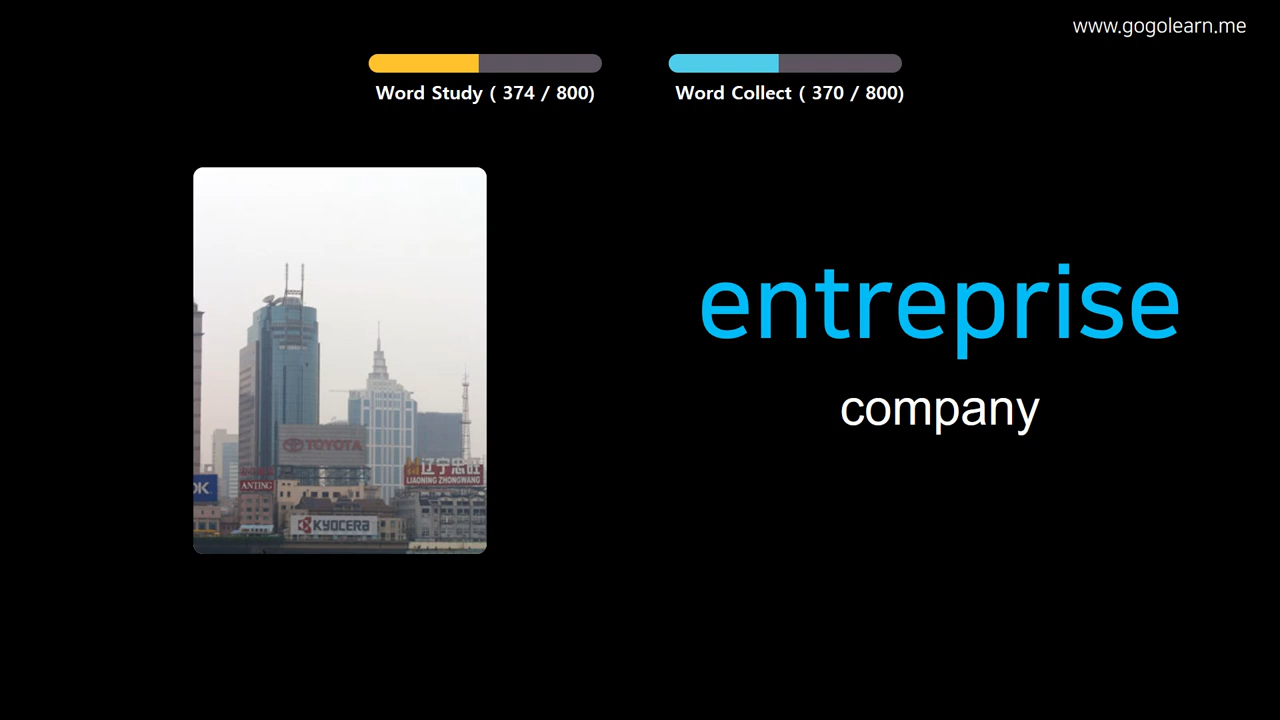 www.gogolearn.me
Word Study ( 374 / 800)
Word Collect ( 370 / 800)
entreprise
company
TOYOTA
辽宁忠旺
LIAONING ZHONGWANG
OK
ANTING
KYOCERA